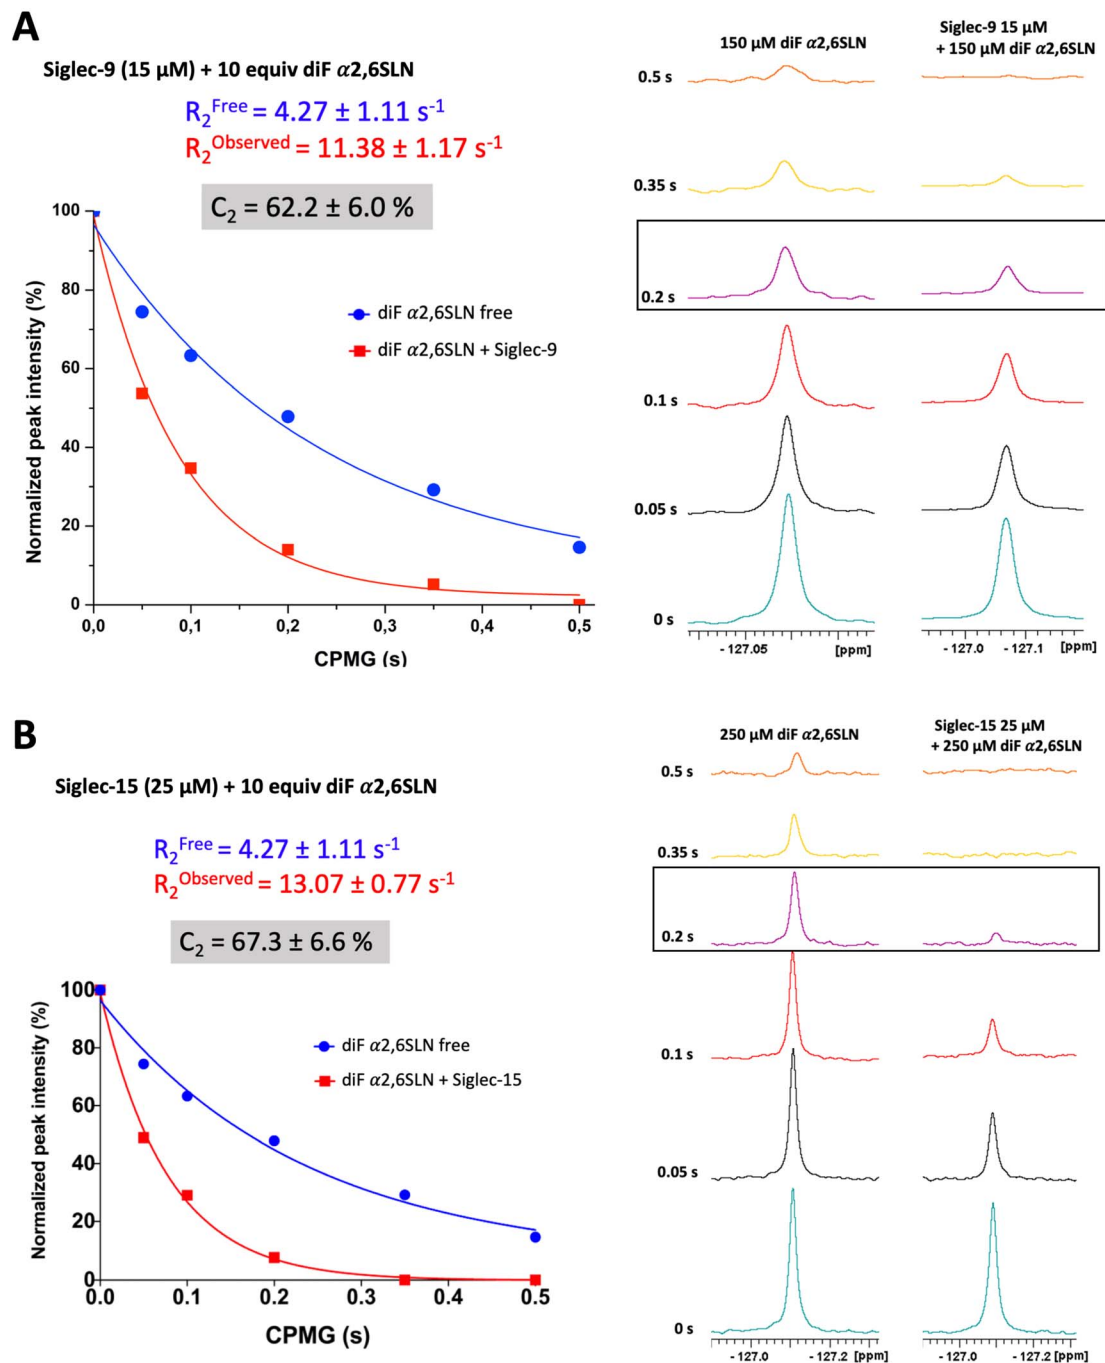 A
Siglec-9 (15 μM) + 10 equiv diF α2,6SLN
R2^Free = 4.27 ± 1.11 s-1
R2^Observed = 11.38 ± 1.17 s-1
C2 = 62.2 ± 6.0 %
Normalized peak intensity (%)
100
80
60
40
20
0
diF α2,6SLN free
diF α2,6SLN + Siglec-9
0,0 0,1 0,2 0,3 0,4 0,5
CPMG (s)
150 μM diF α2,6SLN
Siglec-9 15 μM
+ 150 μM diF α2,6SLN
0.5 s
0.35 s
0.2 s
0.1 s
0.05 s
0 s
- 127.05 [ppm]
- 127.0 - 127.1 [ppm]
B
Siglec-15 (25 μM) + 10 equiv diF α2,6SLN
R2^Free = 4.27 ± 1.11 s-1
R2^Observed = 13.07 ± 0.77 s-1
C2 = 67.3 ± 6.6 %
Normalized peak intensity (%)
100
80
60
40
20
0
diF α2,6SLN free
diF α2,6SLN + Siglec-15
0.0 0.1 0.2 0.3 0.4 0.5
CPMG (s)
250 μM diF α2,6SLN
Siglec-15 25 μM
+ 250 μM diF α2,6SLN
0.5 s
0.35 s
0.2 s
0.1 s
0.05 s
0 s
- 127.0 - 127.2 [ppm]
- 127.0 - 127.2 [ppm]